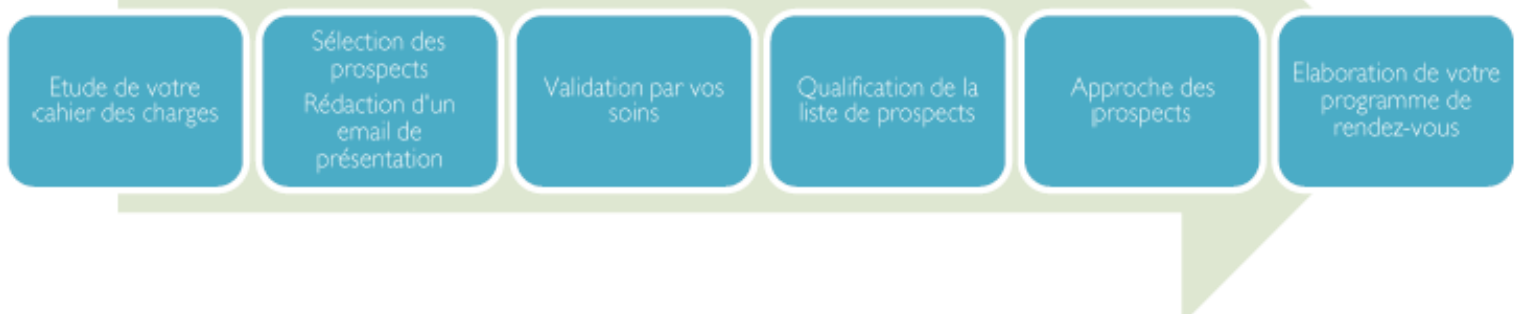 Etude de votre
cahier des charges
Sélection des
prospects
Rédaction d'un
email de
présentation
Validation par vos
soins
Qualification de la
liste de prospects
Approche des
prospects
Elaboration de votre
programme de
rendez-vous